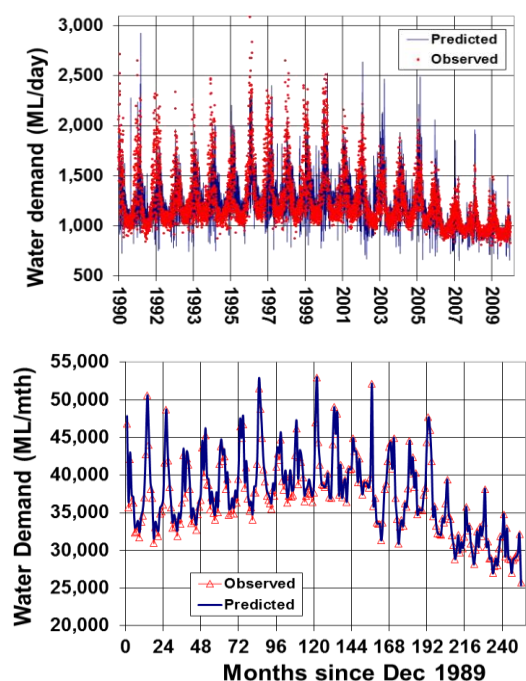 3,000
2,500
2,000
1,500
1,000
500
Water demand (ML/day)
Predicted
Observed
1990 1992 1993 1995 1997 1999 2001 2003 2005 2007 2009
55,000
50,000
45,000
40,000
35,000
30,000
25,000
20,000
Water Demand (ML/mth)
Observed
Predicted
0 24 48 72 96 120 144 168 192 216 240
Months since Dec 1989